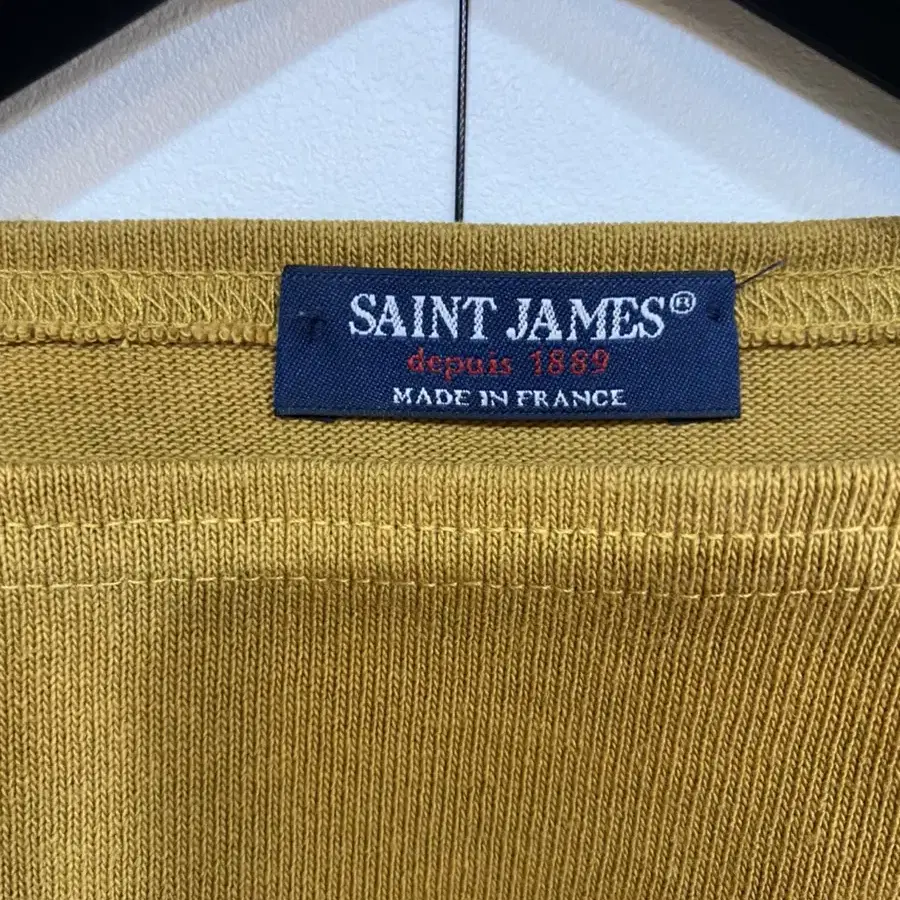 SAINT JAMES®
depuis 1889
MADE IN FRANCE